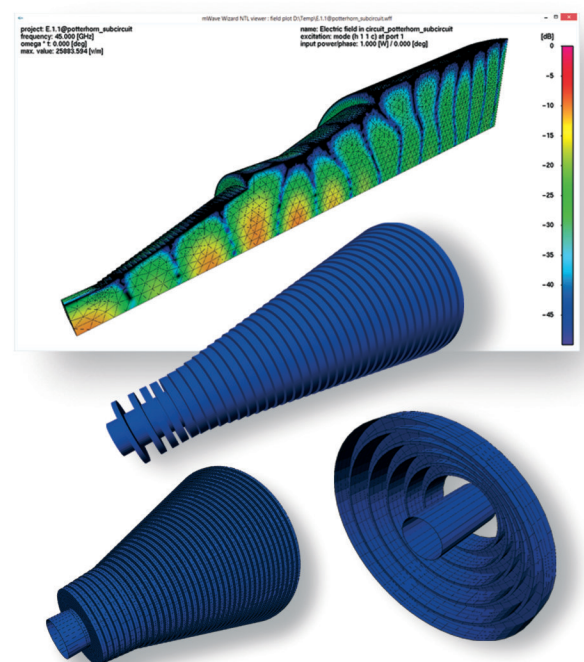 mWave Wizard NTL viewer : field plot D:\Temp\E.1.1@potterhorn_subcircuit.wff
project: E.1.1@potterhorn_subcircuit
frequency: 45.000 [GHz]
omega * t: 0.000 [deg]
max. value: 25883.594 [v/m]
name: Electric field in circuit_potterhorn_subcircuit
excitation: mode (h 1 1 c) at port 1
input power/phase: 1.000 [W] / 0.000 [deg]
[dB]
0
-5
-10
-15
-20
-25
-30
-35
-40
-45